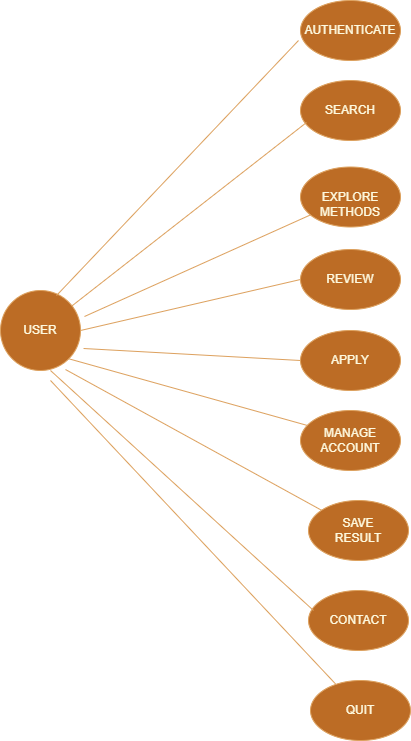 AUTHENTICATE
SEARCH
EXPLORE
METHODS
REVIEW
USER
APPLY
MANAGE
ACCOUNT
SAVE
RESULT
CONTACT
QUIT